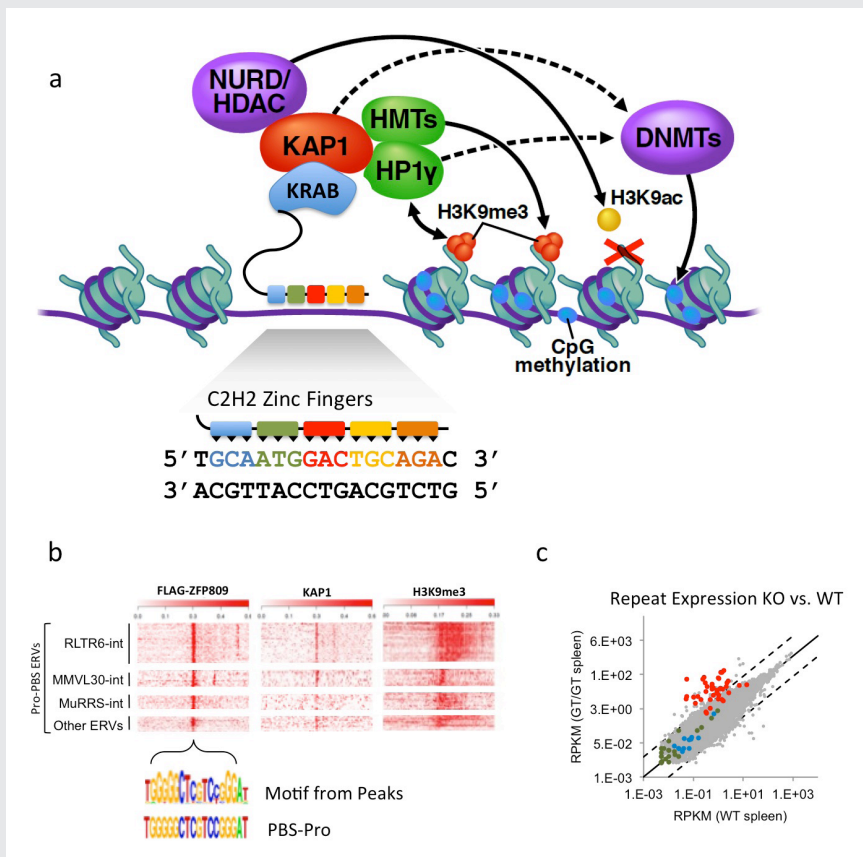 a
NURD/
HDAC
KAP1
HMTs
HP1γ
KRAB
DNMTs
H3K9me3
H3K9ac
CpG
methylation
C2H2 Zinc Fingers
5’ TGCAATGGACTGCAGAC 3’
3’ ACGTTACCTGACGTCTG 5’
b
FLAG-ZFP809 KAP1 H3K9me3
Pro-PBS ERVs
RLTR6-int
MMVL30-int
MuRRS-int
Other ERVs
Motif from Peaks
TGGGGGCTCGTCCGGGAT PBS-Pro
c
Repeat Expression KO vs. WT
RPKM (GT/GT spleen)
6.E+03
1.E+02
3.E+00
5.E-02
1.E-03
1.E-03 1.E-01 1.E+01 1.E+03
RPKM (WT spleen)